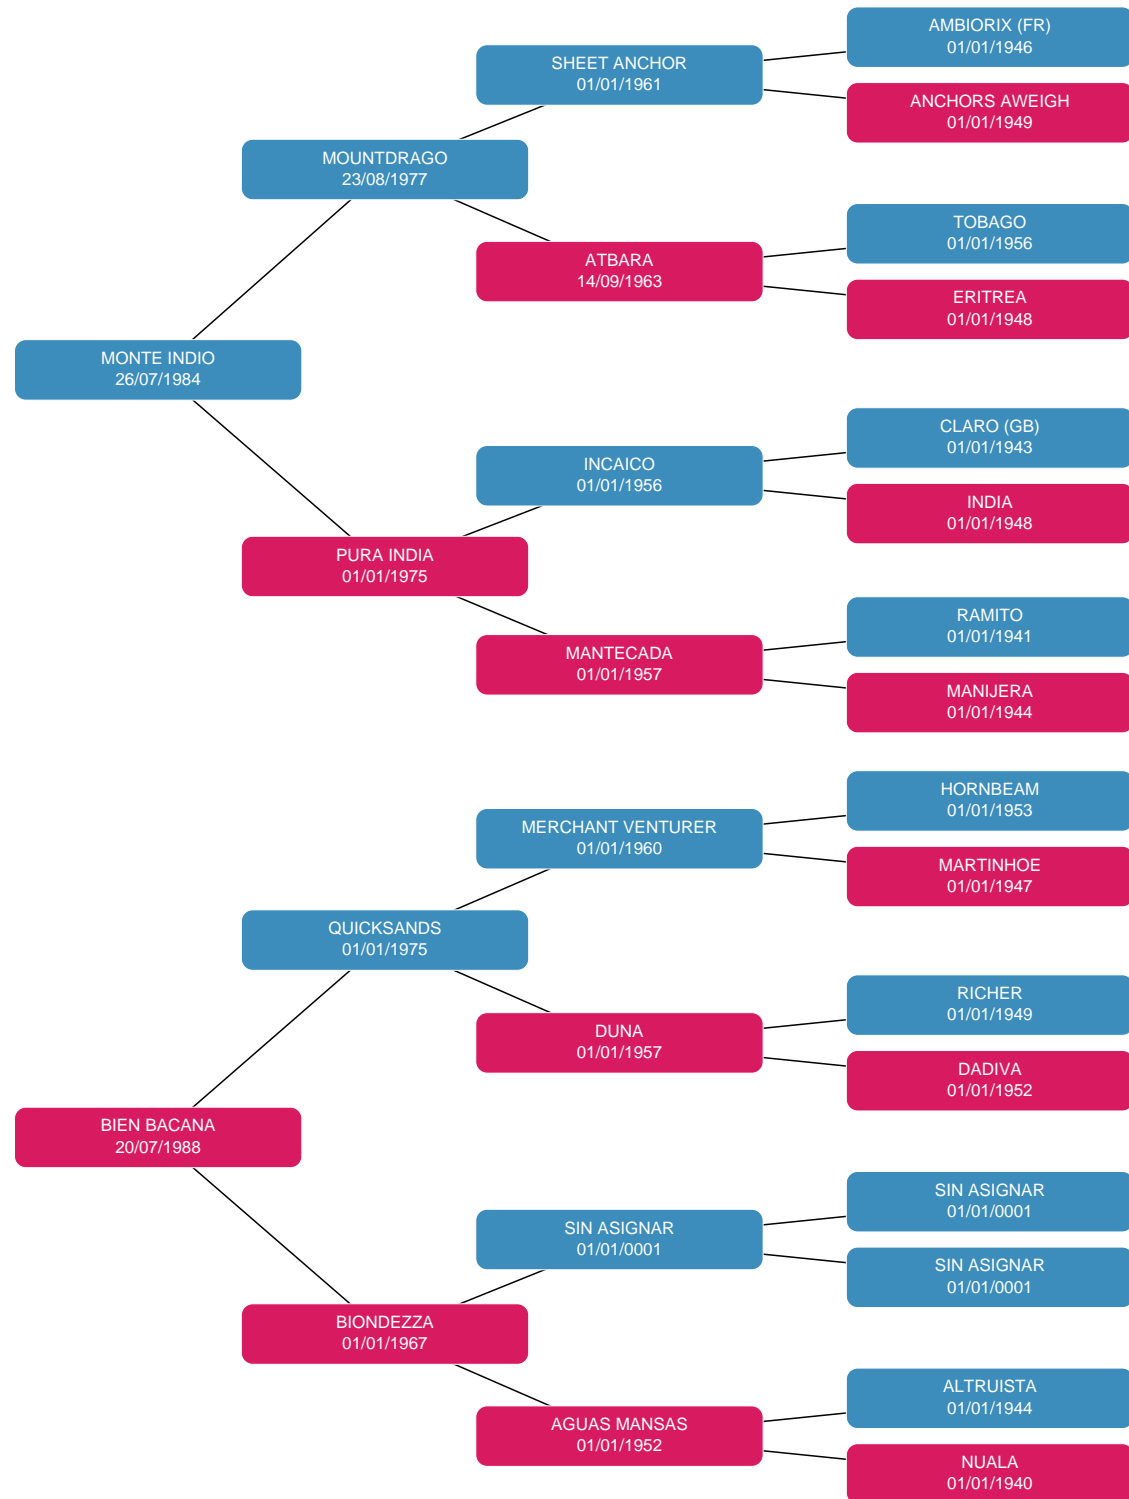 AMBIORIX (FR)
01/01/1946
SHEET ANCHOR
01/01/1961
ANCHORS AWEIGH
01/01/1949
MOUNTDRAGO
23/08/1977
TOBAGO
01/01/1956
ATBARA
14/09/1963
ERITREA
01/01/1948
MONTE INDIO
26/07/1984
CLARO (GB)
01/01/1943
INCAICO
01/01/1956
INDIA
01/01/1948
PURA INDIA
01/01/1975
RAMITO
01/01/1941
MANTECADA
01/01/1957
MANIJERA
01/01/1944
HORNBEAM
01/01/1953
MERCHANT VENTURER
01/01/1960
MARTINHOE
01/01/1947
QUICKSANDS
01/01/1975
RICHER
01/01/1949
DUNA
01/01/1957
DADIVA
01/01/1952
BIEN BACANA
20/07/1988
SIN ASIGNAR
01/01/0001
SIN ASIGNAR
01/01/0001
SIN ASIGNAR
01/01/0001
BIONDEZZA
01/01/1967
ALTRUISTA
01/01/1944
AGUAS MANSAS
01/01/1952
NUALA
01/01/1940